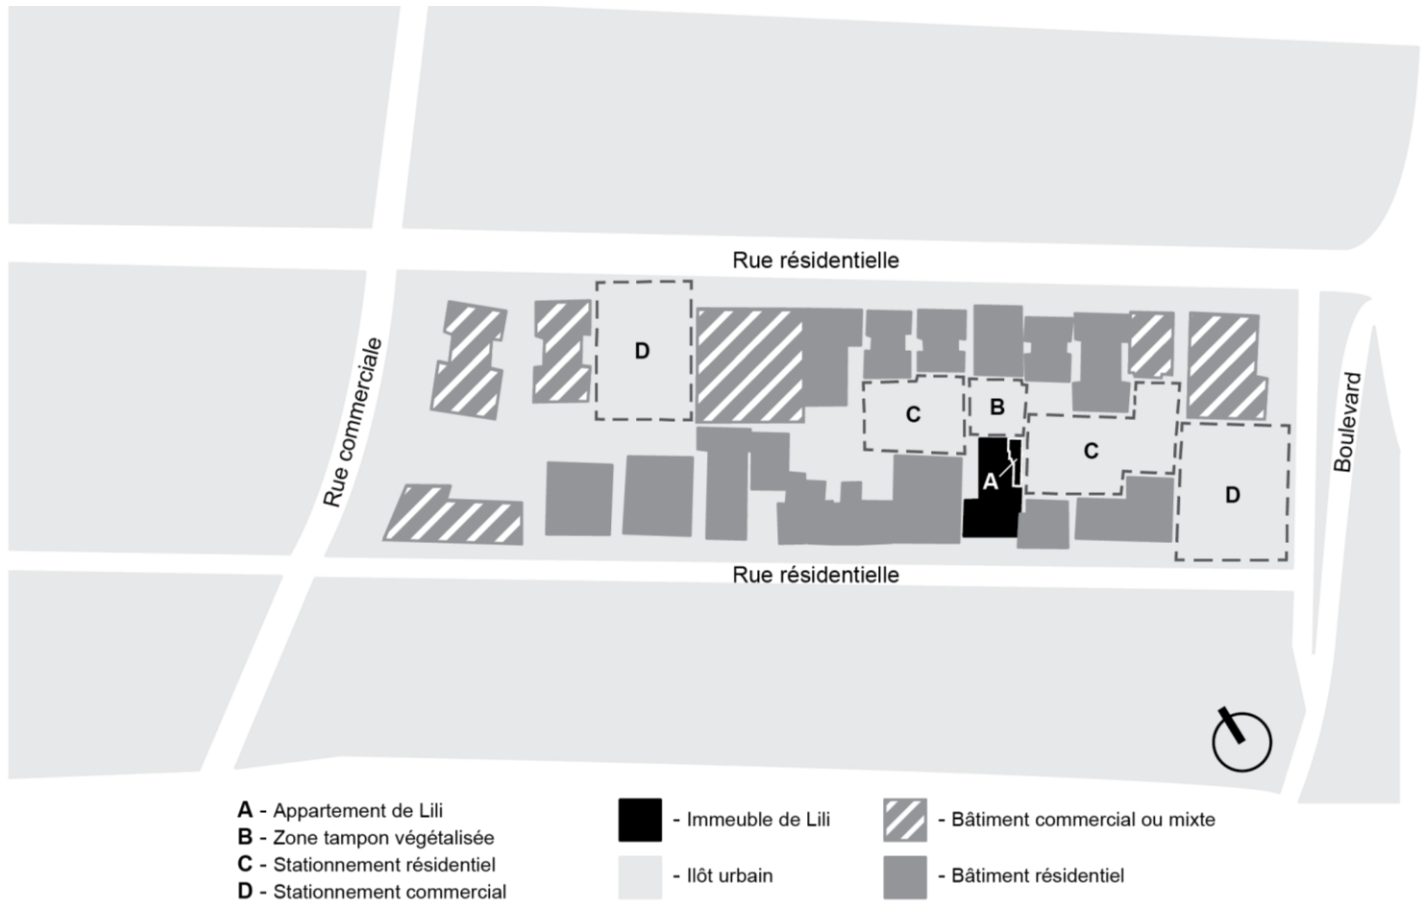 Rue résidentielle
Rue commerciale
Boulevard
D
C
B
C
A
D
Rue résidentielle
A - Appartement de Lili
B - Zone tampon végétalisée
C - Stationnement résidentiel
D - Stationnement commercial
- Immeuble de Lili
- Ilôt urbain
- Bâtiment commercial ou mixte
- Bâtiment résidentiel